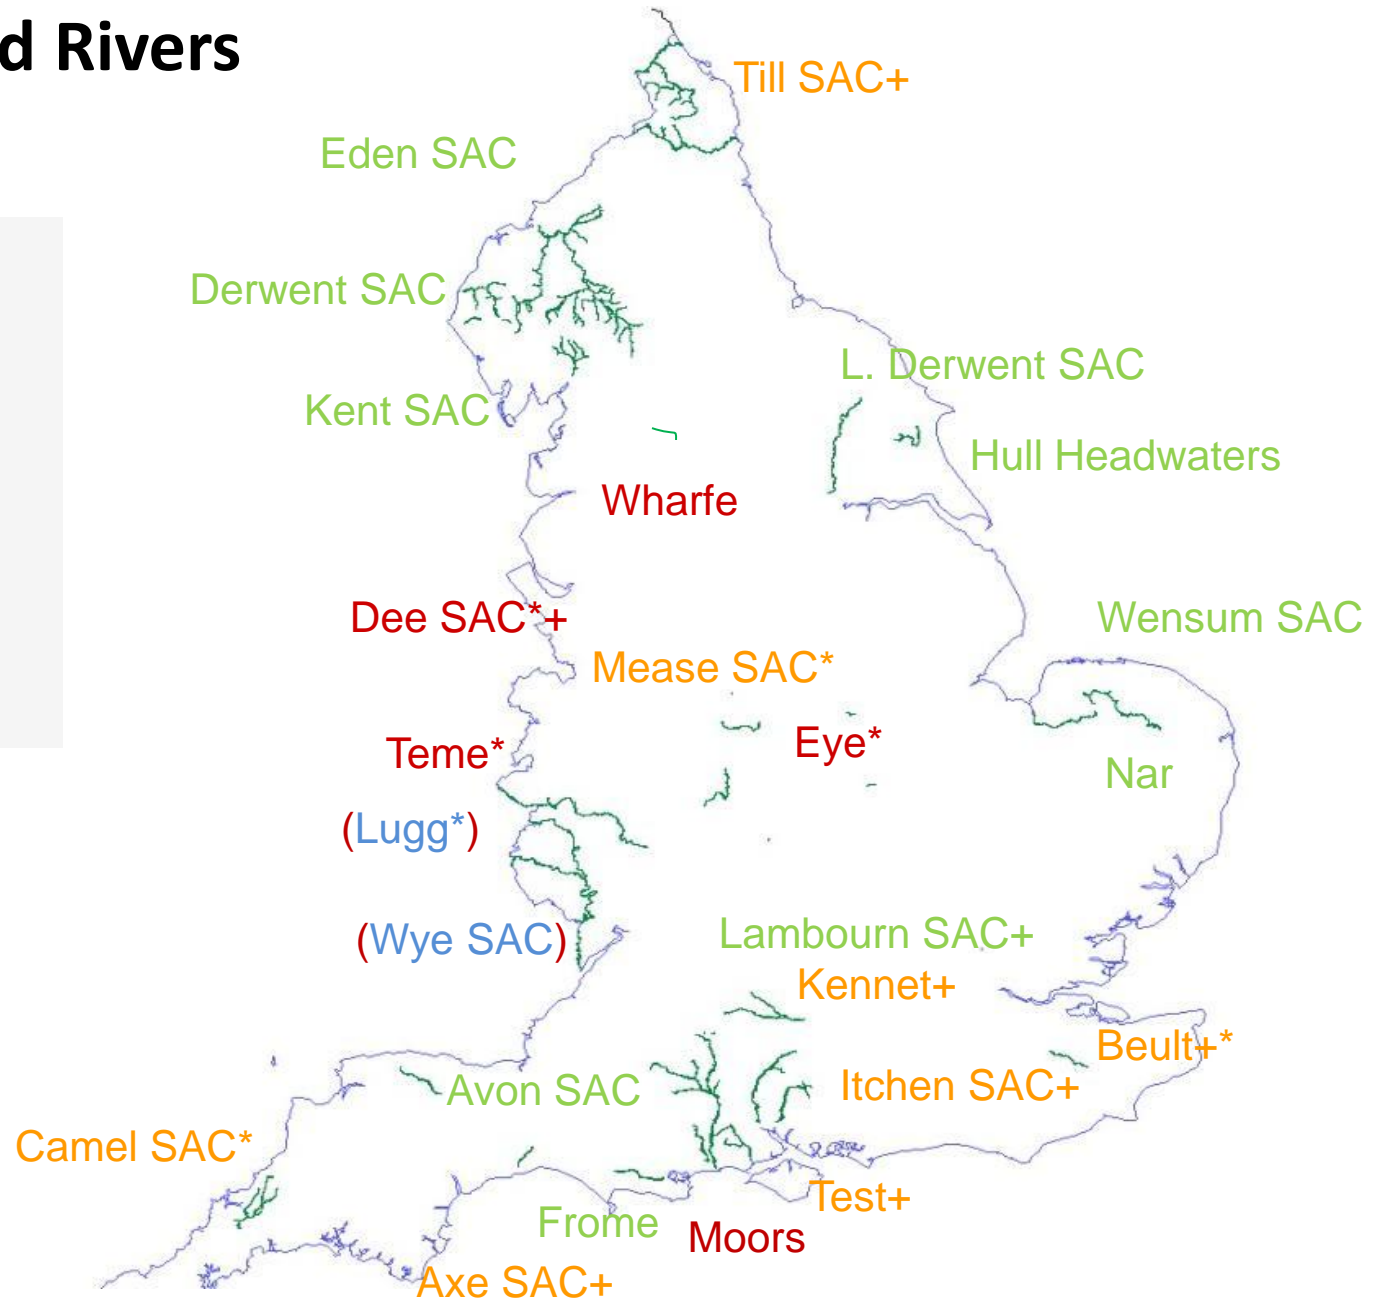 d Rivers
Till SAC+
Eden SAC
Derwent SAC
L. Derwent SAC
Kent SAC
Hull Headwaters
Wharfe
Dee SAC*+
Wensum SAC
Mease SAC*
Eye*
Teme*
Nar
(Lugg*)
Lambourn SAC+
(Wye SAC)
Kennet+
Beult+*
Itchen SAC+
Avon SAC
Camel SAC*
Test+
Frome
Moors
Axe SAC+